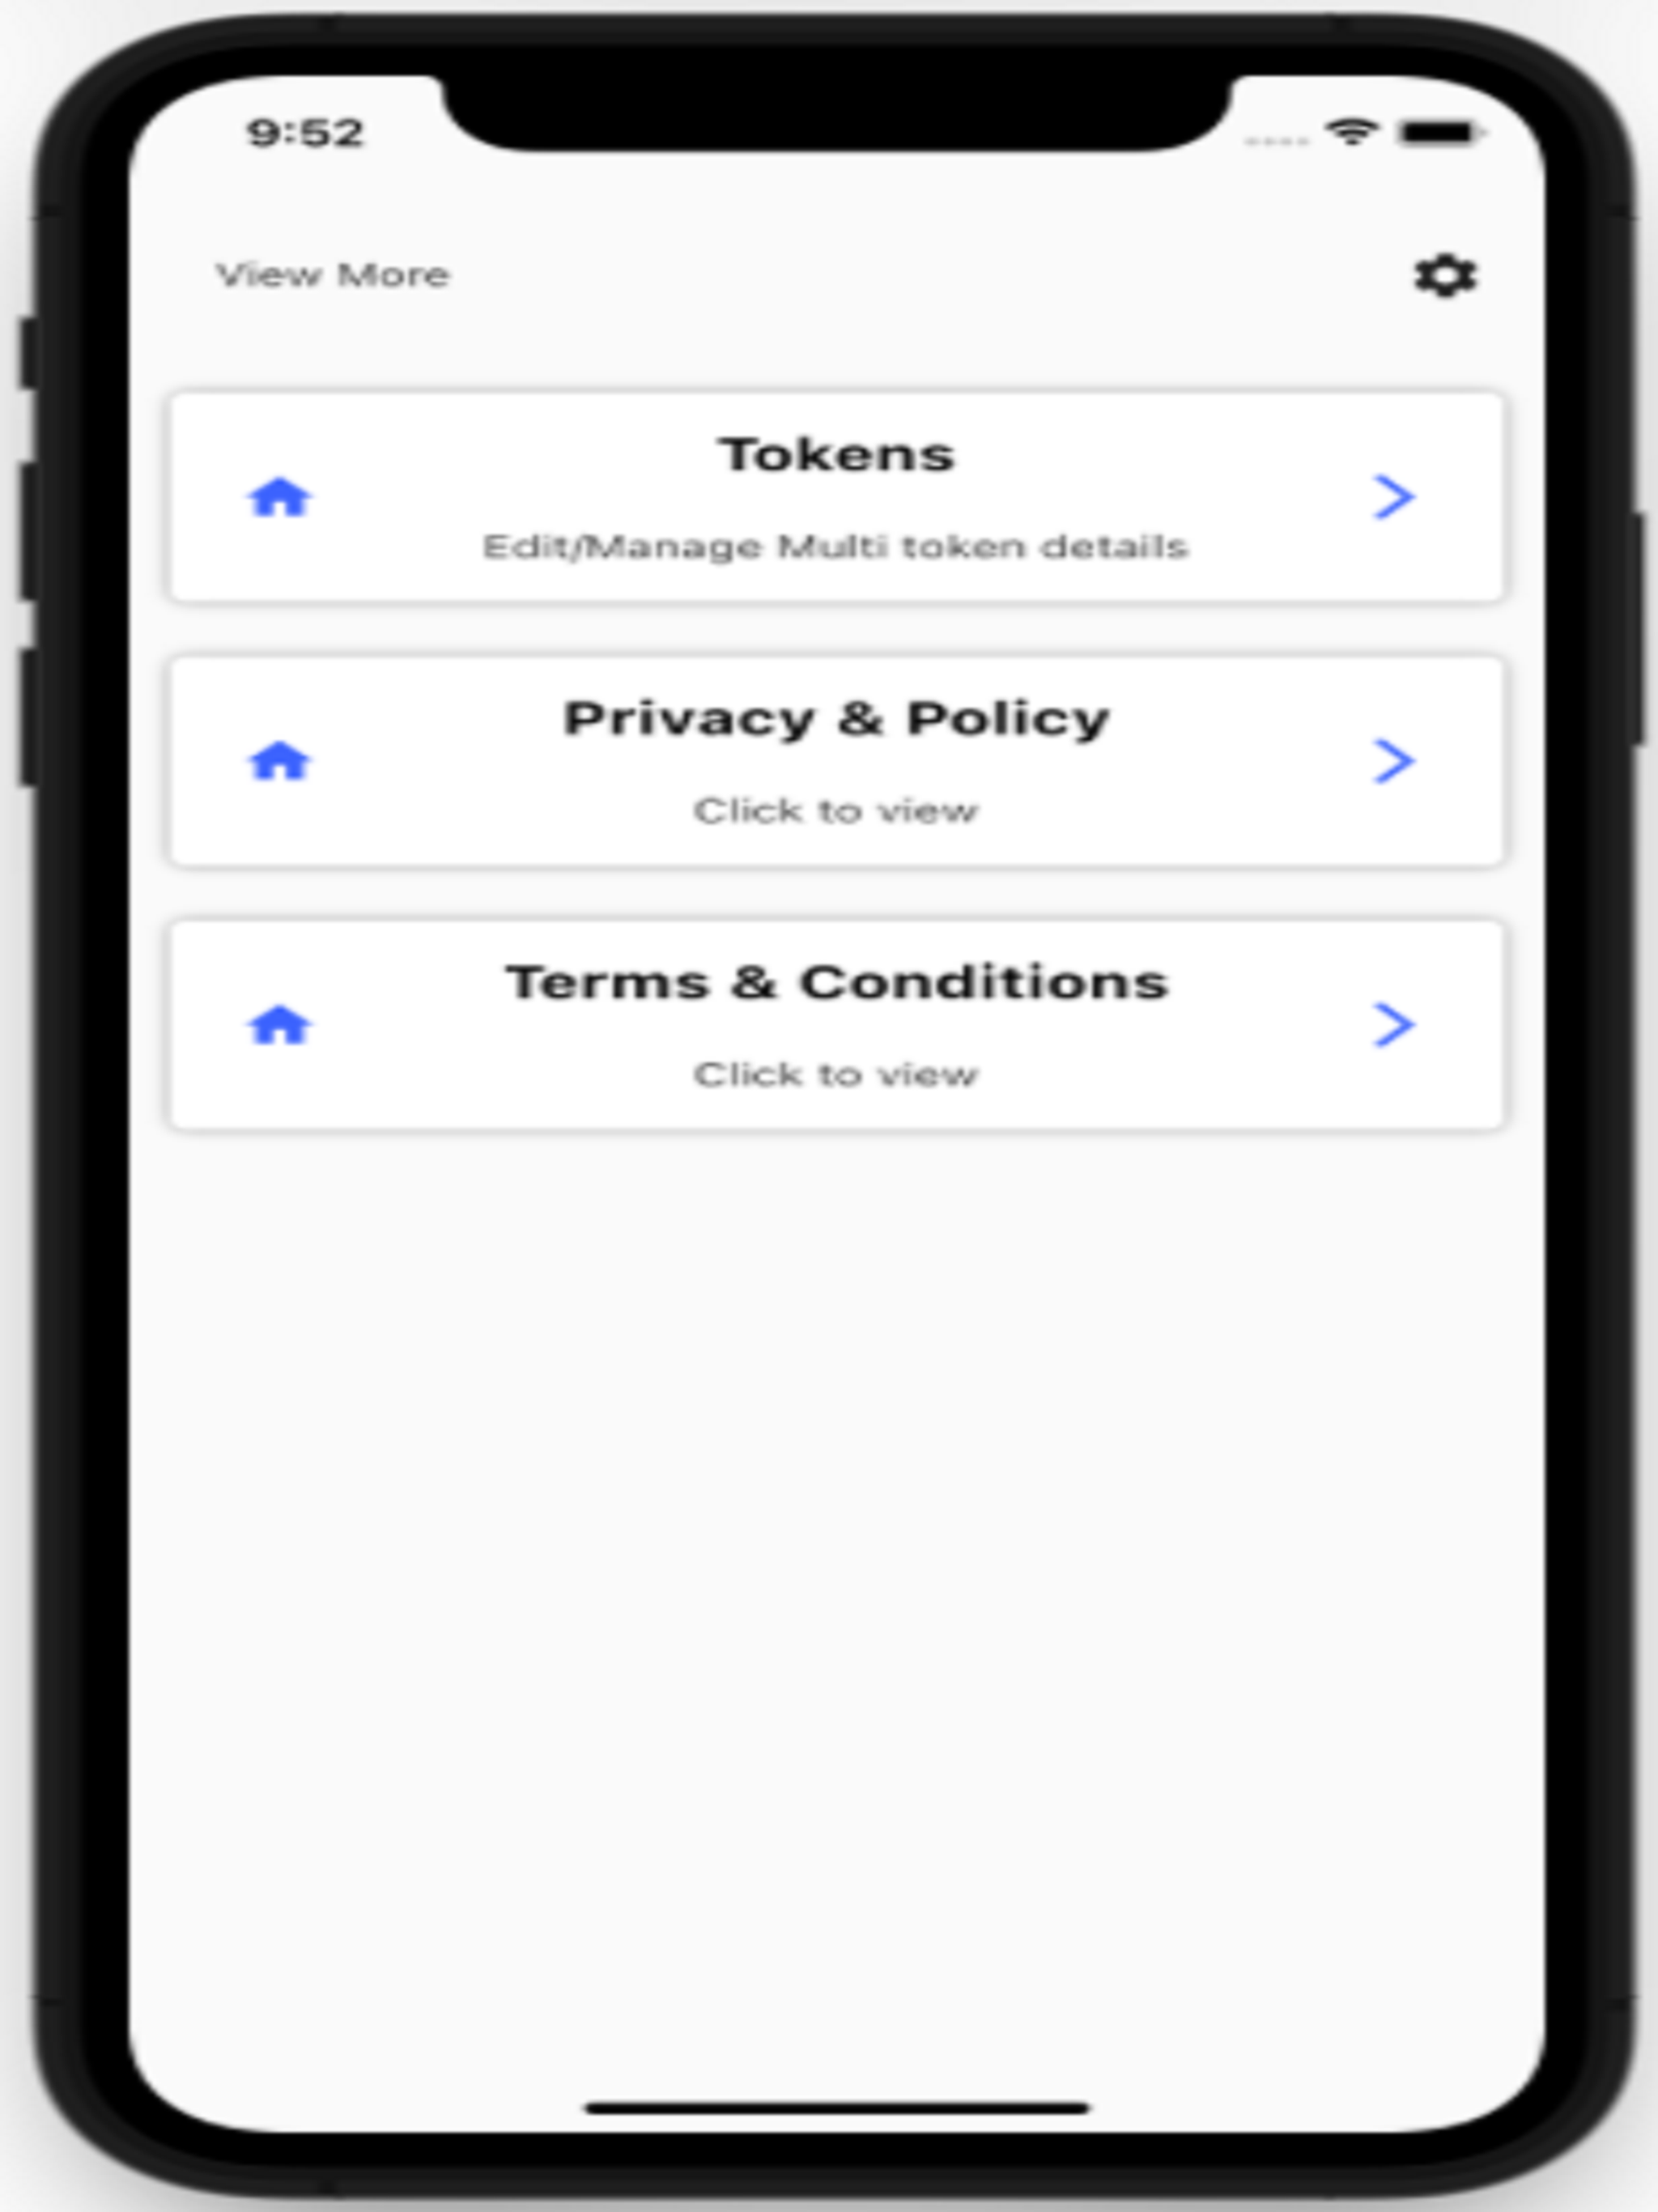 9:52
View More
Tokens
Edit/Manage Multi token details
Privacy & Policy
Click to view
Terms & Conditions
Click to view